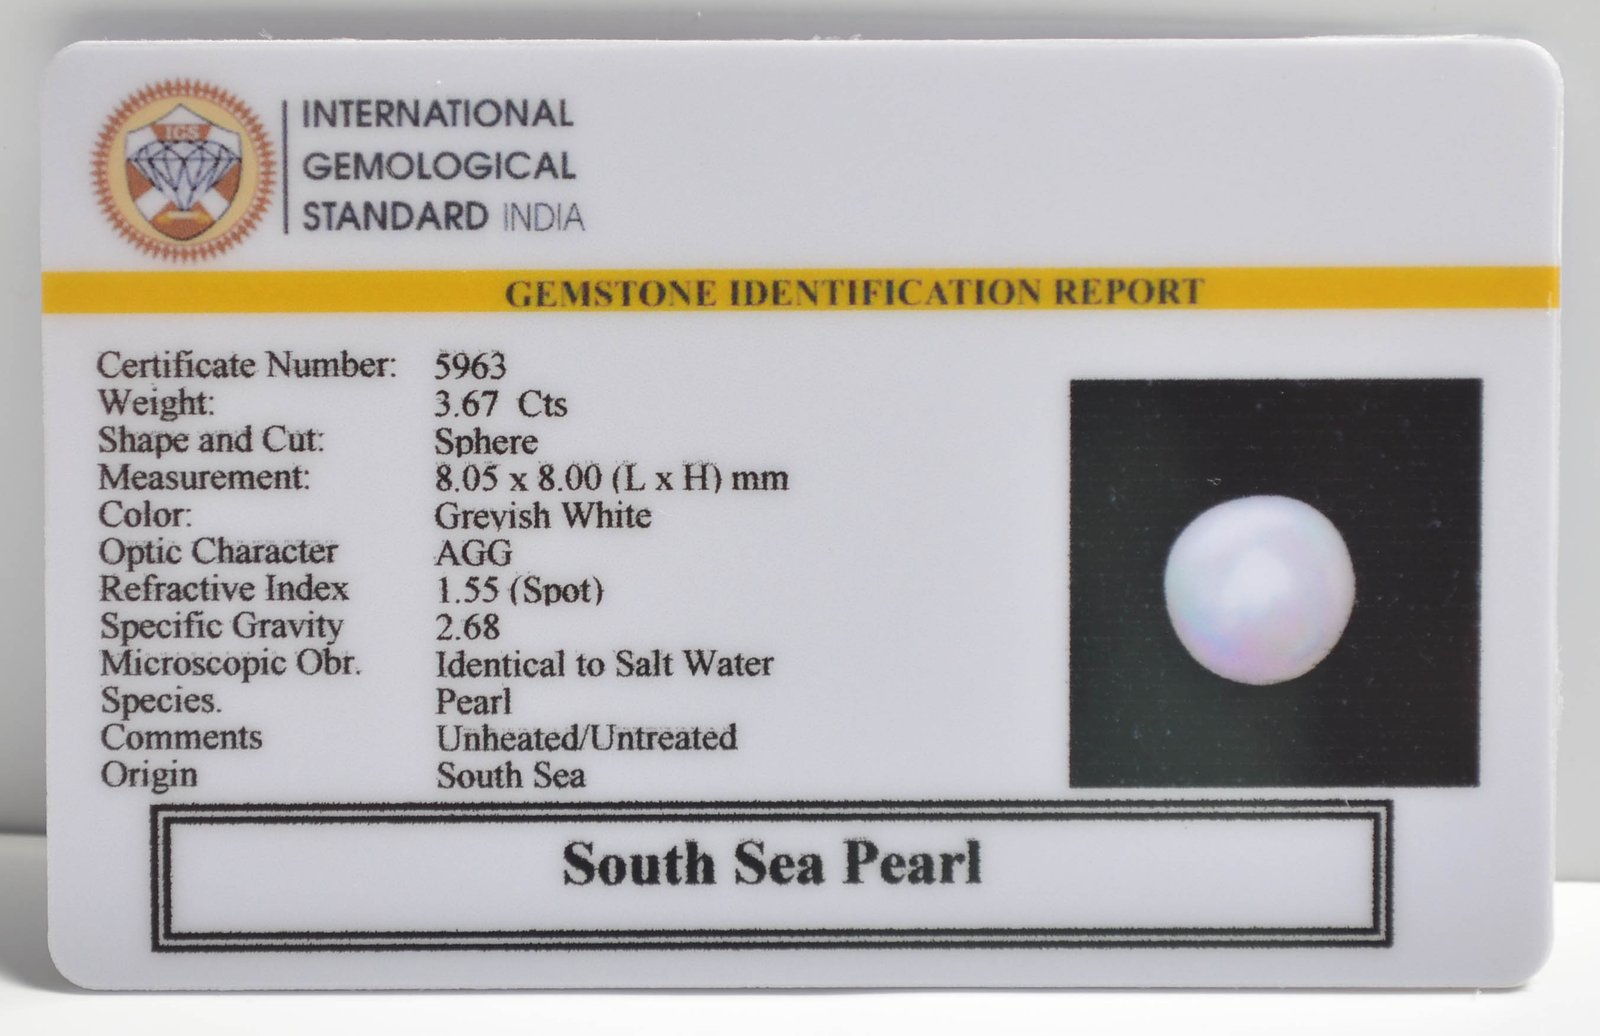 IGS
INTERNATIONAL
GEMOLOGICAL
STANDARD INDIA
GEMSTONE IDENTIFICATION REPORT
Certificate Number: 5963
Weight: 3.67 Cts
Shape and Cut: Sphere
Measurement: 8.05 x 8.00 (L x H) mm
Color: Greyish White
Optic Character AGG
Refractive Index 1.55 (Spot)
Specific Gravity 2.68
Microscopic Obr. Identical to Salt Water
Species. Pearl
Comments Unheated/Untreated
Origin South Sea
South Sea Pearl